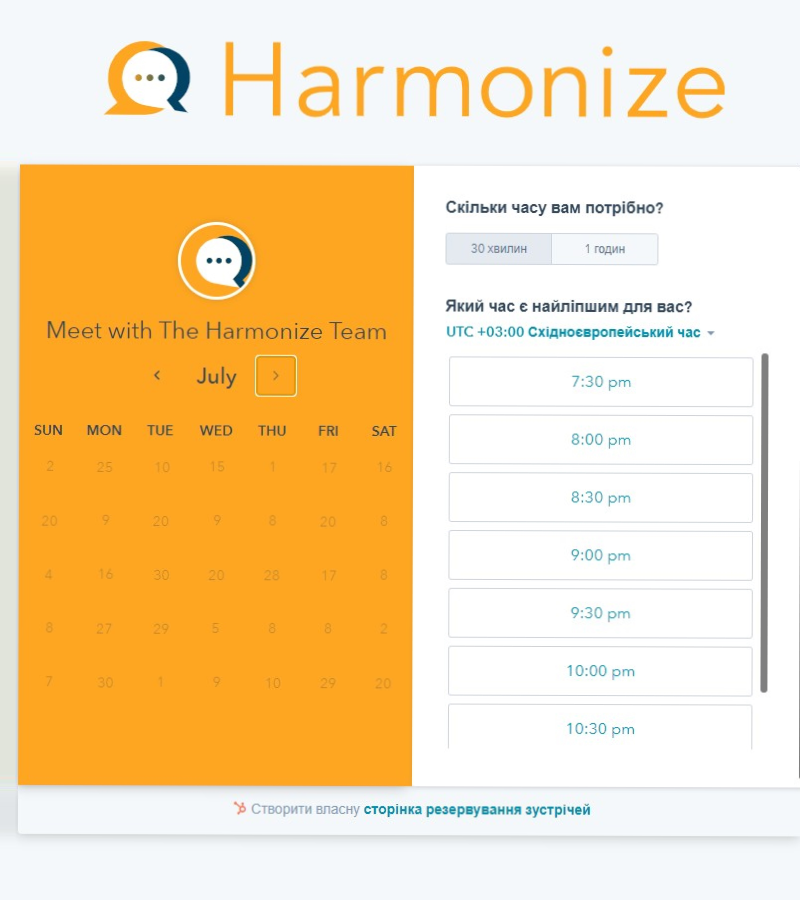 Harmonize
Meet with The Harmonize Team
July
SUN MON TUE WED THU FRI SAT
2 25 10 15 1 17 16
20 9 20 9 8 20 8
4 16 30 20 28 17 8
8 27 29 5 8 8 2
7 30 1 9 10 29 20
Скільки часу вам потрібно?
30 хвилин 1 годин
Який час є найліпшим для вас?
UTC +03:00 Східноєвропейський час
7:30 pm
8:00 pm
8:30 pm
9:00 pm
9:30 pm
10:00 pm
10:30 pm
Створити власну сторінка резервування зустрічей